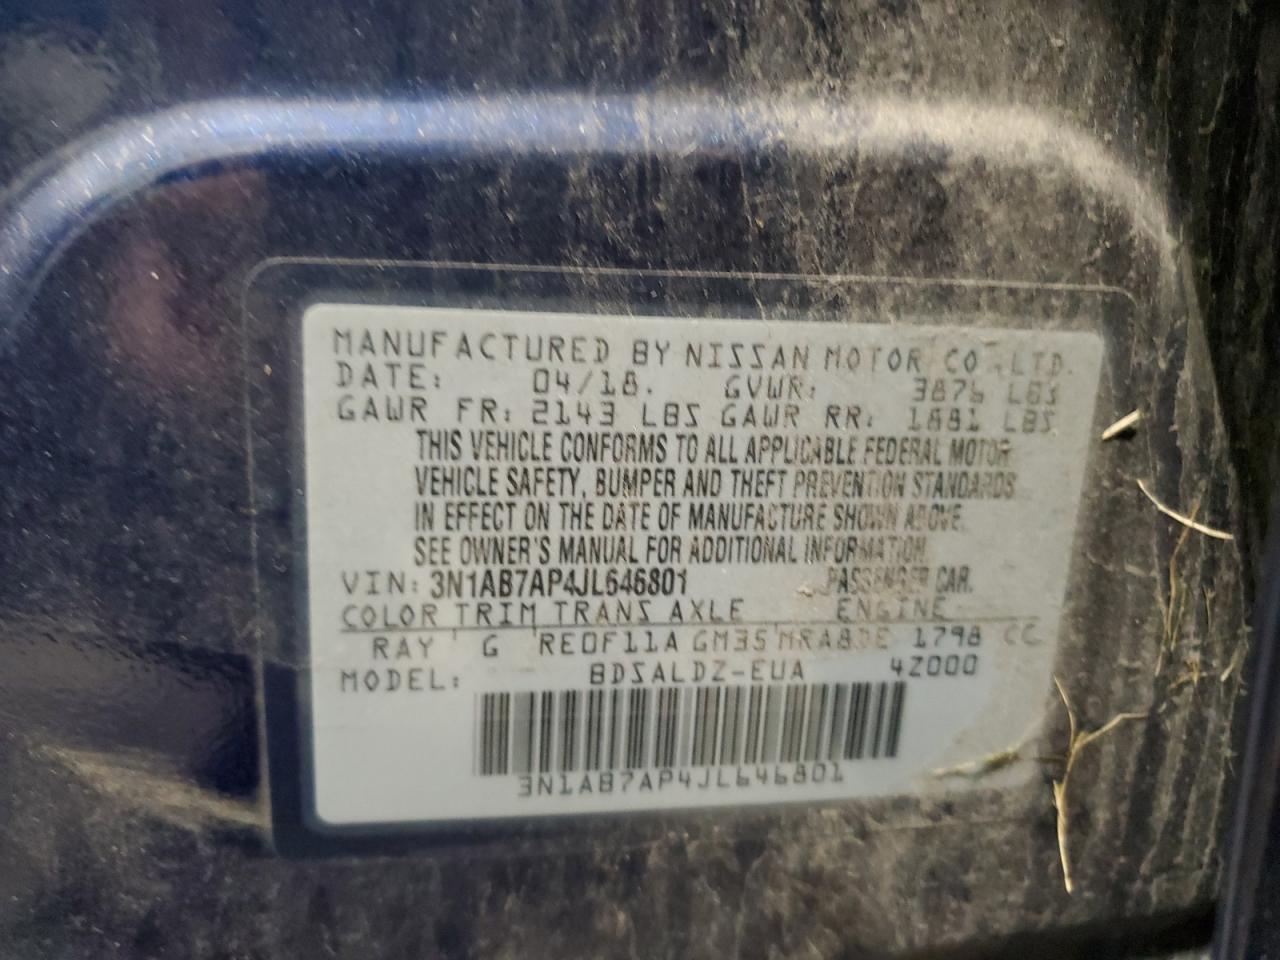 MANUFACTURED BY NISSAN MOTOR CO.,LTD.
DATE: 04/18. GVWR: 3876 LBS
GAWR FR: 2143 LBS GAWR RR: 1881 LBS
THIS VEHICLE CONFORMS TO ALL APPLICABLE FEDERAL MOTOR
VEHICLE SAFETY, BUMPER AND THEFT PREVENTION STANDARDS
IN EFFECT ON THE DATE OF MANUFACTURE SHOWN ABOVE.
SEE OWNER'S MANUAL FOR ADDITIONAL INFORMATION.
VIN: 3N1AB7AP4JL646801 PASSENGER CAR.
COLOR TRIM TRANS AXLE ENGINE
RAY G RE0F11A GM35 MRA8DE 1798 CC
MODEL: BDSALDZ-EUA 4Z000
3N1AB7AP4JL646801